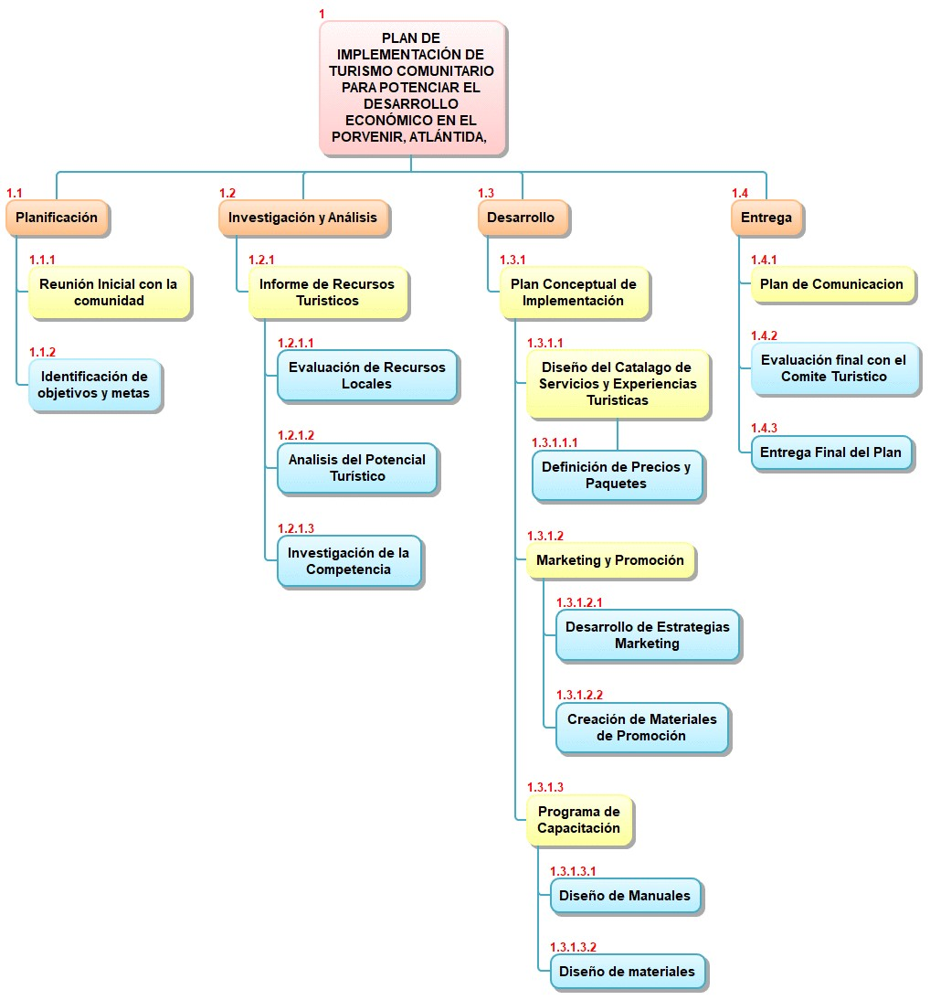 1
PLAN DE
IMPLEMENTACIÓN DE
TURISMO COMUNITARIO
PARA POTENCIAR EL
DESARROLLO
ECONÓMICO EN EL
PORVENIR, ATLÁNTIDA,
1.1
Planificación
1.1.1
Reunión Inicial con la
comunidad
1.1.2
Identificación de
objetivos y metas
1.2
Investigación y Análisis
1.2.1
Informe de Recursos
Turísticos
1.2.1.1
Evaluación de Recursos
Locales
1.2.1.2
Analisis del Potencial
Turístico
1.2.1.3
Investigación de la
Competencia
1.3
Desarrollo
1.3.1
Plan Conceptual de
Implementación
1.3.1.1
Diseño del Catalago de
Servicios y Experiencias
Turisticas
1.3.1.1.1
Definición de Precios y
Paquetes
1.3.1.2
Marketing y Promoción
1.3.1.2.1
Desarrollo de Estrategias
Marketing
1.3.1.2.2
Creación de Materiales
de Promoción
1.3.1.3
Programa de
Capacitación
1.3.1.3.1
Diseño de Manuales
1.3.1.3.2
Diseño de materiales
1.4
Entrega
1.4.1
Plan de Comunicacion
1.4.2
Evaluación final con el
Comite Turistico
1.4.3
Entrega Final del Plan